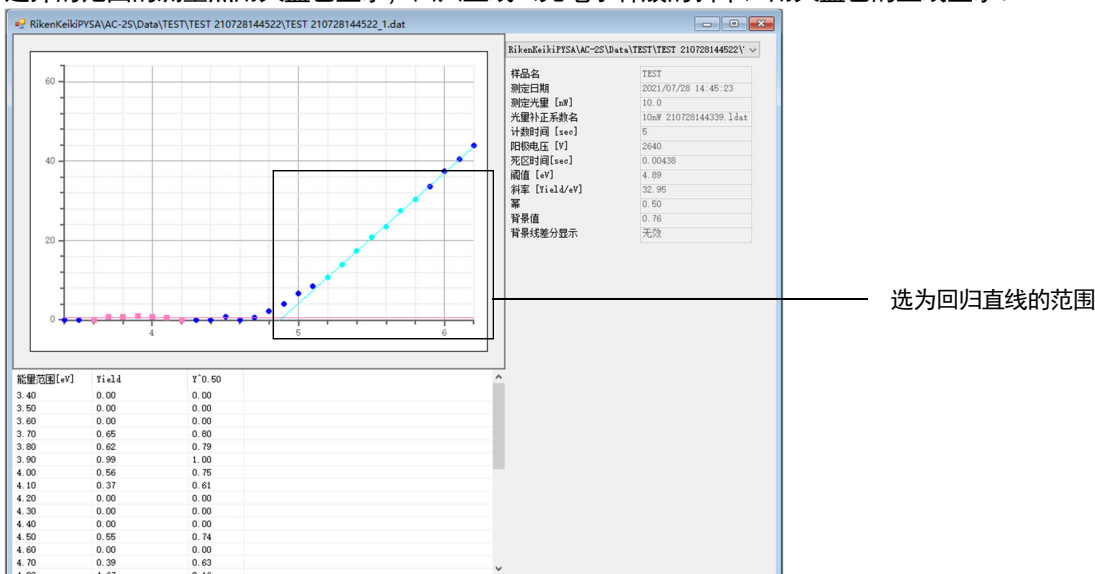 RikenKeikiPYSA\AC-2S\Data\TEST\TEST 210728144522\TEST 210728144522_1.dat
RikenKeikiPYSA\AC-2S\Data\TEST\TEST 210728144522\'
样品名 TEST
测定日期 2021/07/28 14:45:23
测定光量 [nW] 10.0
光量补正系数名 10nW 210728144339.ldat
计数时间 [sec] 5
阳极电压 [V] 2640
死区时间[sec] 0.00438
阈值 [eV] 4.89
斜率 [Yield/eV] 32.95
幂 0.50
背景值 0.76
背景线差分显示 无效
60
40
20
0
4 5 6
选为回归直线的范围
能量范围[eV] Yield Y^0.50
3.40 0.00 0.00
3.50 0.00 0.00
3.60 0.00 0.00
3.70 0.65 0.80
3.80 0.62 0.79
3.90 0.99 1.00
4.00 0.56 0.75
4.10 0.37 0.61
4.20 0.00 0.00
4.30 0.00 0.00
4.40 0.00 0.00
4.50 0.55 0.74
4.60 0.00 0.00
4.70 0.39 0.63